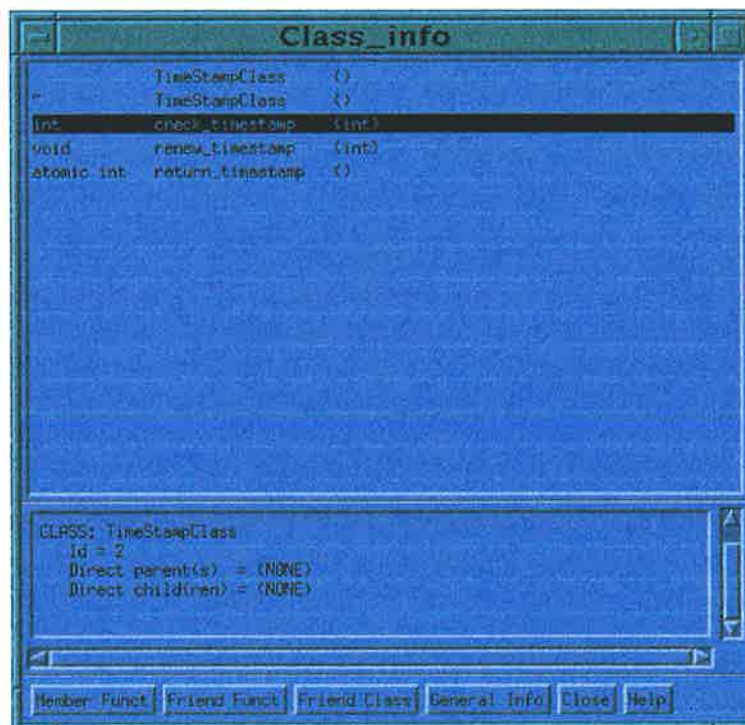 Class_info
TimeStampClass ()
~ TimeStampClass ()
int check_timestamp (int)
void renew_timestamp (int)
atomic int return_timestamp ()
CLASS: TimeStampClass
Id = 2
Direct parent(s) = (NONE)
Direct child(ren) = (NONE)
Member Funct Friend Funct Friend Class General Info Close Help